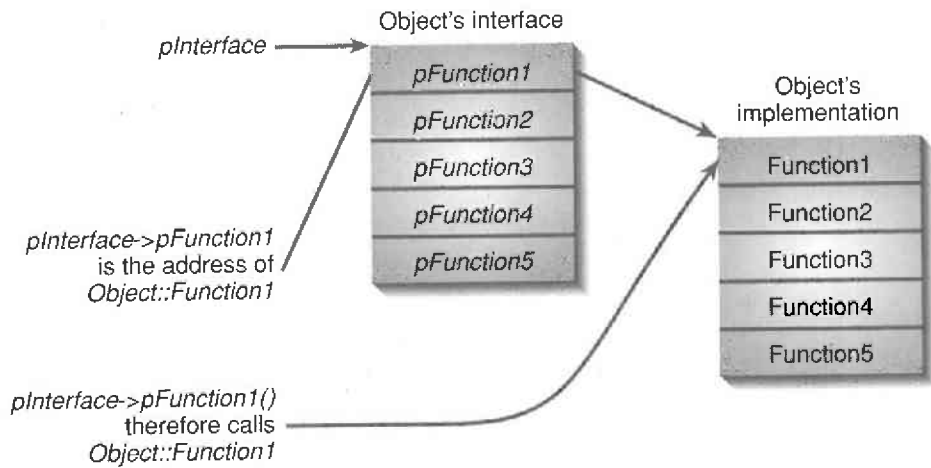 Object's interface
pInterface
pFunction1
pFunction2
pFunction3
pFunction4
pFunction5
Object's
implementation
Function1
Function2
Function3
Function4
Function5
pInterface->pFunction1
is the address of
Object::Function1
pInterface->pFunction1()
therefore calls
Object::Function1